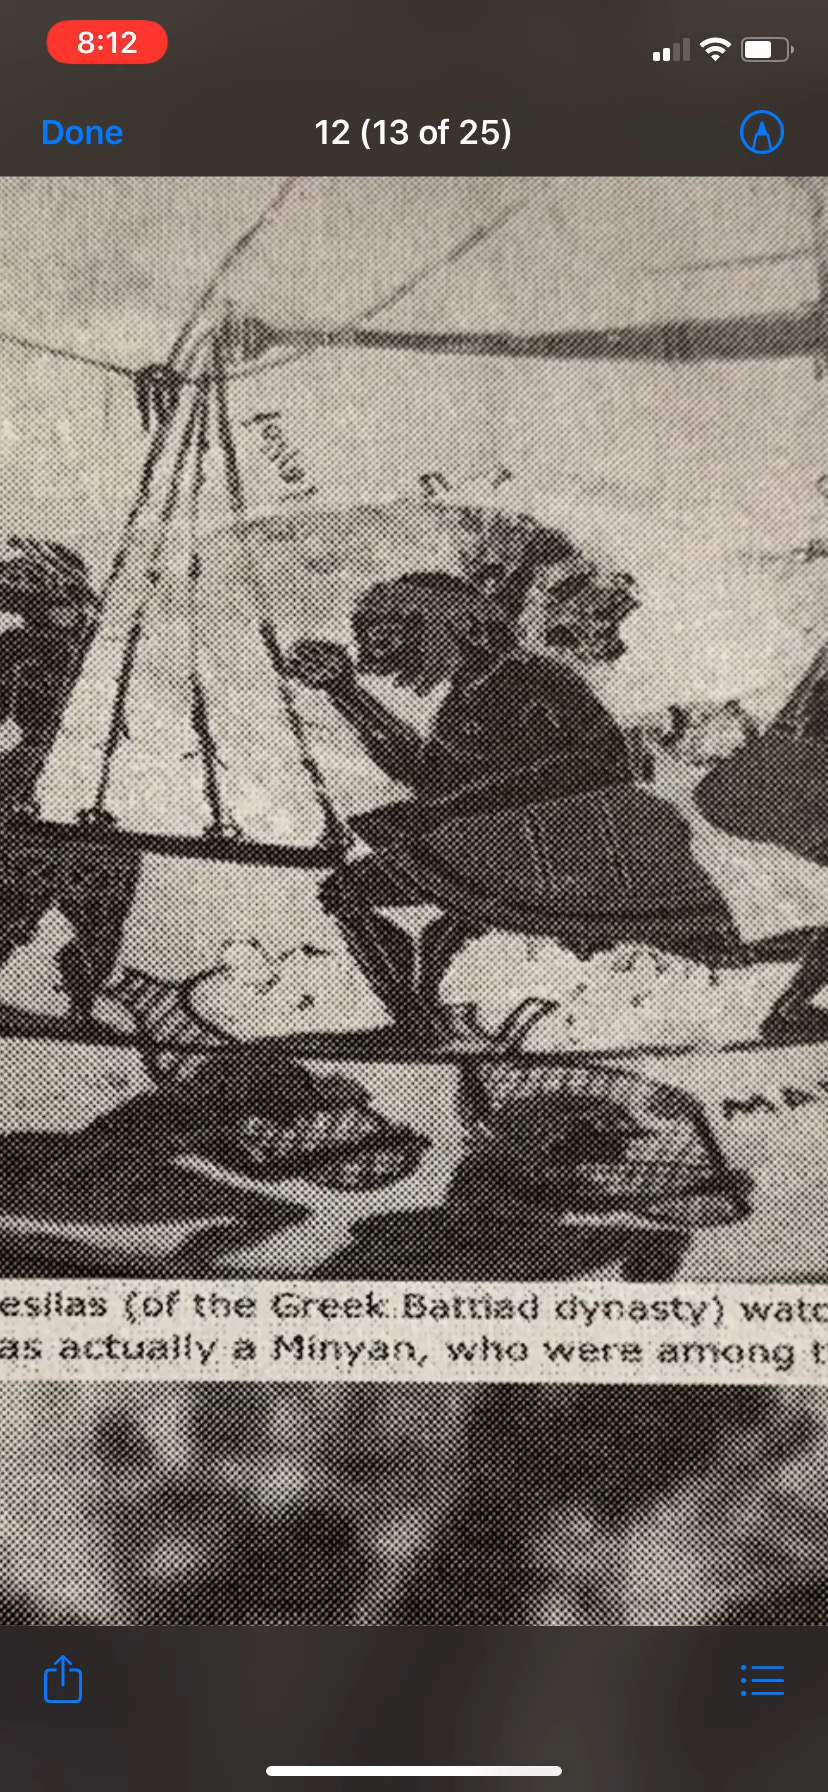 8:12
Done
12 (13 of 25)
esilas (of the Greek Battiad dynasty) watc
as actually a Minyan, who were among t